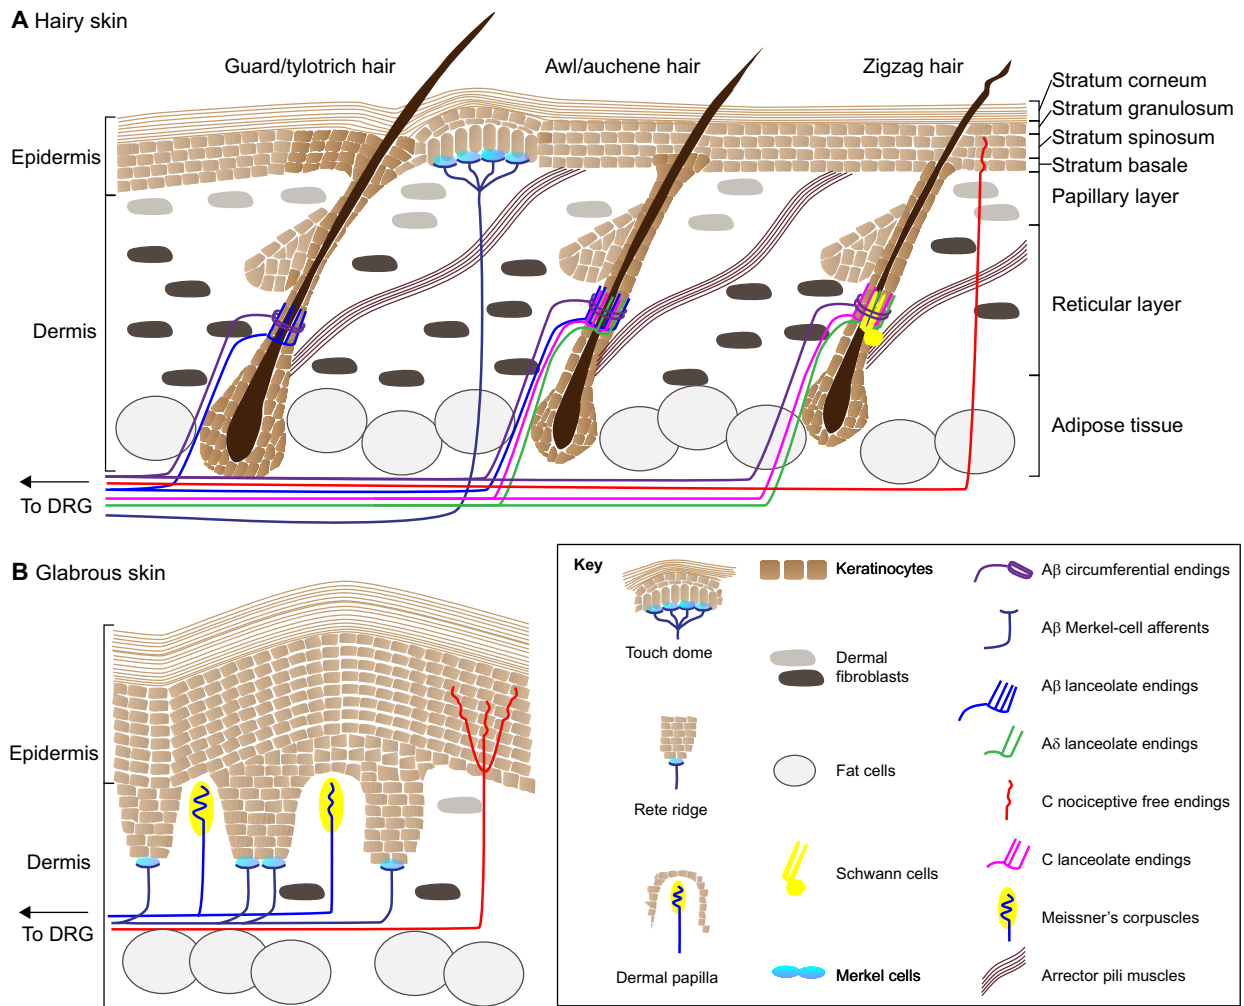 A Hairy skin
Guard/tylotrich hair
Awl/auchene hair
Zigzag hair
Stratum corneum
Stratum granulosum
Stratum spinosum
Stratum basale
Papillary layer
Reticular layer
Adipose tissue
Epidermis
Dermis
To DRG
B Glabrous skin
Epidermis
Dermis
To DRG
Key
Touch dome
Rete ridge
Dermal papilla
Keratinocytes
Dermal
fibroblasts
Fat cells
Schwann cells
Merkel cells
Aβ circumferential endings
Aβ Merkel-cell afferents
Aβ lanceolate endings
Aδ lanceolate endings
C nociceptive free endings
C lanceolate endings
Meissner's corpuscles
Arrector pili muscles